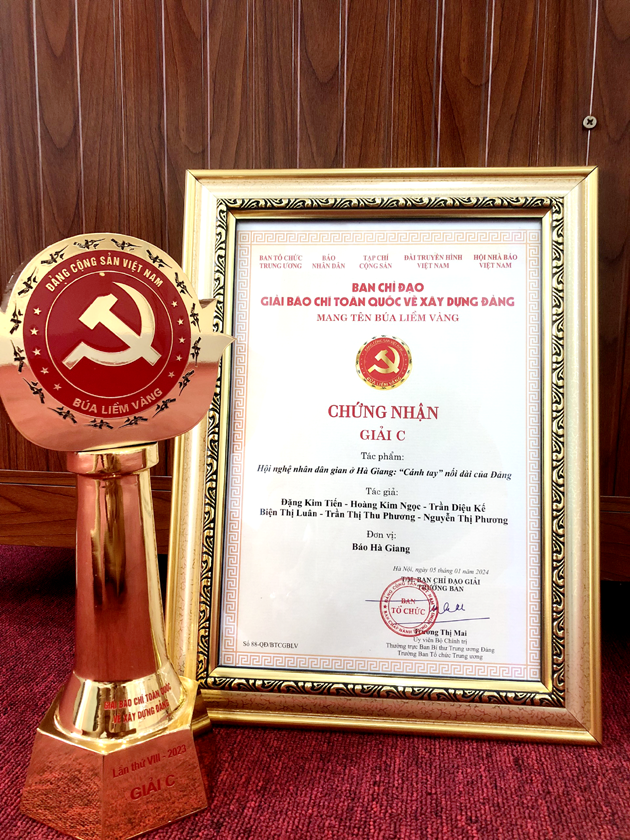 ĐẢNG CỘNG SẢN VIỆT NAM
BÚA LIỀM VÀNG
GIẢI BÁO CHÍ TOÀN QUỐC
VỀ XÂY DỰNG ĐẢNG
Lần thứ VIII - 2023
GIẢI C
BAN TỔ CHỨC TRUNG ƯƠNG
BÁO NHÂN DÂN
TẠP CHÍ CỘNG SẢN
ĐÀI TRUYỀN HÌNH VIỆT NAM
HỘI NHÀ BÁO VIỆT NAM
BAN CHỈ ĐẠO
GIẢI BÁO CHÍ TOÀN QUỐC VỀ XÂY DỰNG ĐẢNG
MANG TÊN BÚA LIỀM VÀNG
BÚA LIỀM VÀNG
CHỨNG NHẬN
GIẢI C
Tác phẩm:
Hội nghệ nhân dân gian ở Hà Giang: "Cánh tay" nối dài của Đảng
Tác giả:
Đặng Kim Tiến - Hoàng Kim Ngọc - Trần Diệu Kế
Biện Thị Luân - Trần Thị Thu Phương - Nguyễn Thị Phương
Đơn vị:
Báo Hà Giang
Hà Nội, ngày 05 tháng 01 năm 2024
T.M. BAN CHỈ ĐẠO GIẢI
TRƯỞNG BAN
BAN
TỔ CHỨC
Trương Thị Mai
Ủy viên Bộ Chính trị
Thường trực Ban Bí thư Trung ương Đảng
Trưởng Ban Tổ chức Trung ương
Số 88-QĐ/BTCGBLV